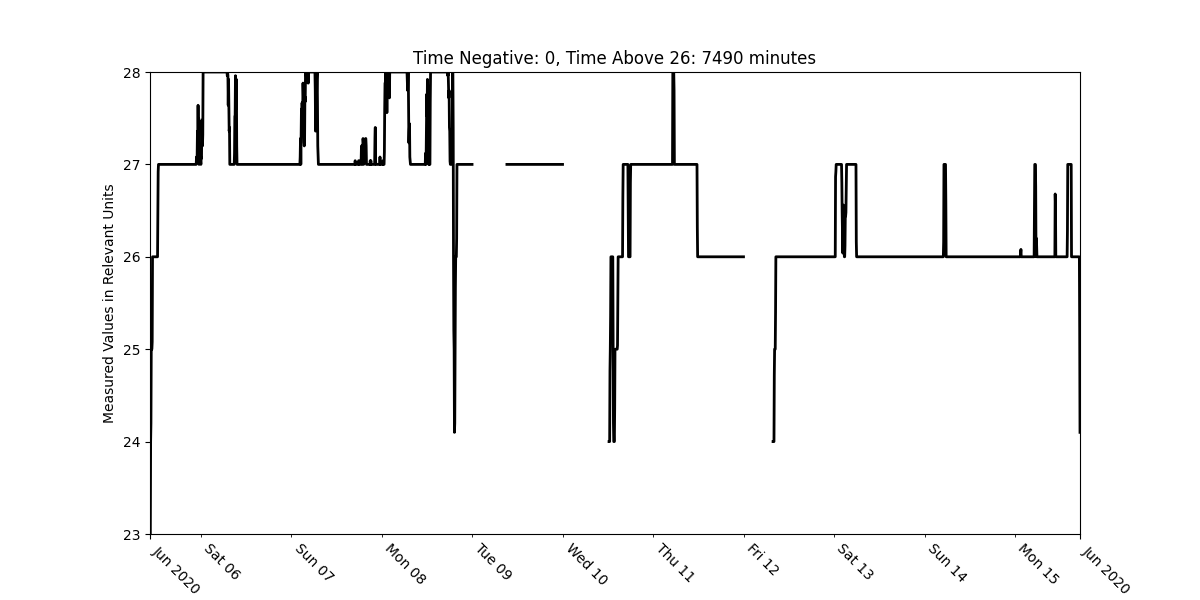 Time Negative: 0, Time Above 26: 7490 minutes
Measured Values in Relevant Units
28
27
26
25
24
23
Jun 2020
Sat 06
Sun 07
Mon 08
Tue 09
Wed 10
Thu 11
Fri 12
Sat 13
Sun 14
Mon 15
Jun 2020